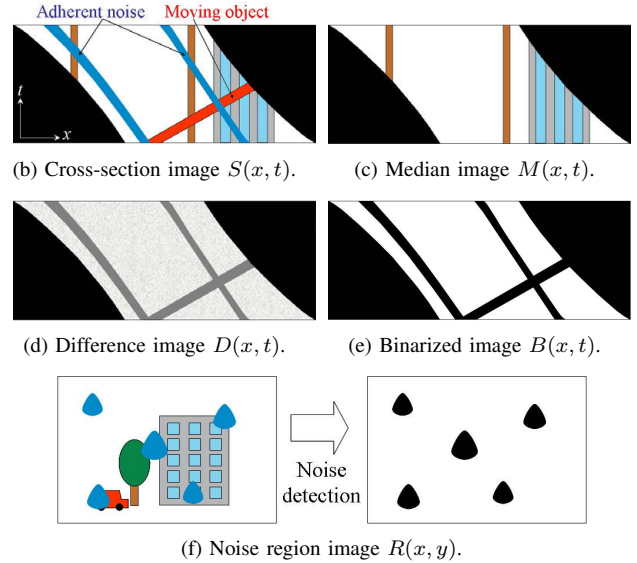 Adherent noise Moving object
t
x
(b) Cross-section image S(x, t).
(c) Median image M(x, t).
(d) Difference image D(x, t).
(e) Binarized image B(x, t).
Noise
detection
(f) Noise region image R(x, y).